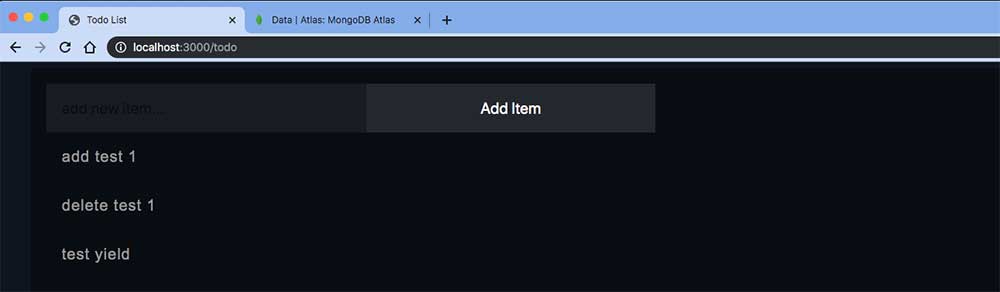 Todo List
Data | Atlas: MongoDB Atlas
localhost:3000/todo
add new item...
Add Item
add test 1
delete test 1
test yield